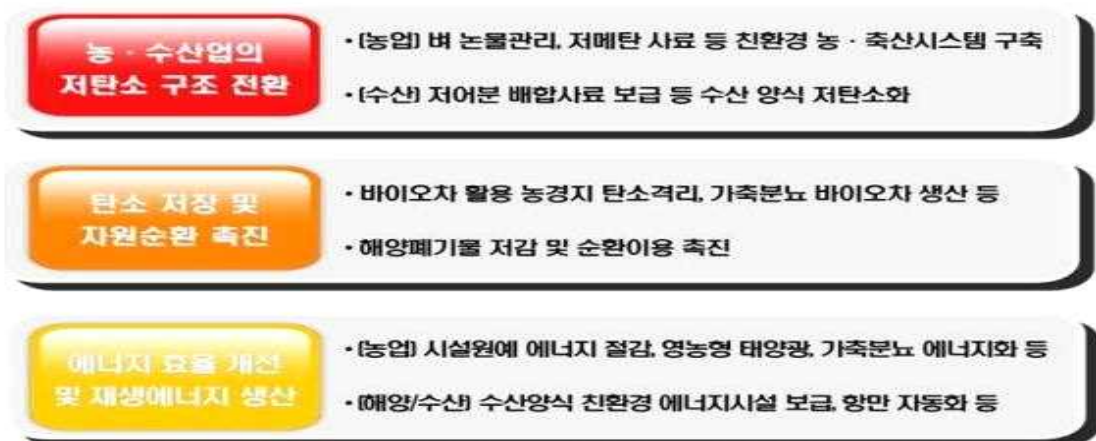 농·수산업의
저탄소 구조 전환
• (농업) 벼 논물관리, 저메탄 사료 등 친환경 농·축산시스템 구축
• (수산) 저어분 배합사료 보급 등 수산 양식 저탄소화
탄소 저장 및
자원순환 촉진
• 바이오차 활용 농경지 탄소격리, 가축분뇨 바이오차 생산 등
• 해양폐기물 저감 및 순환이용 촉진
에너지 효율 개선
및 재생에너지 생산
• (농업) 시설원예 에너지 절감, 영농형 태양광, 가축분뇨 에너지화 등
• (해양/수산) 수산양식 친환경 에너지시설 보급, 항만 자동화 등